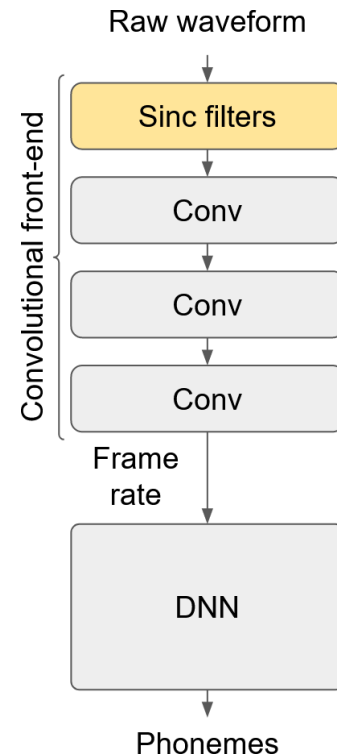 Raw waveform
Sinc filters
Conv
Conv
Conv
Convolutional front-end
Frame
rate
DNN
Phonemes